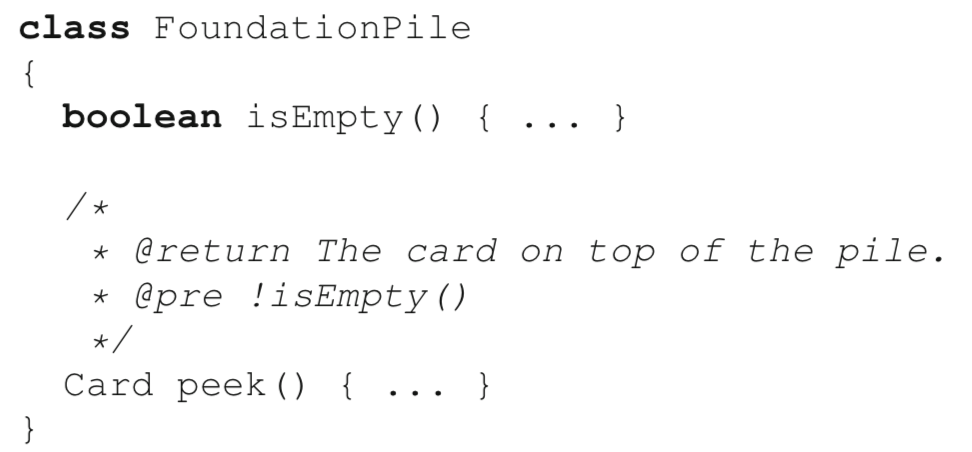 class FoundationPile
{
  boolean isEmpty() { ... }

  /*
   * @return The card on top of the pile.
   * @pre !isEmpty()
   */
  Card peek() { ... }
}